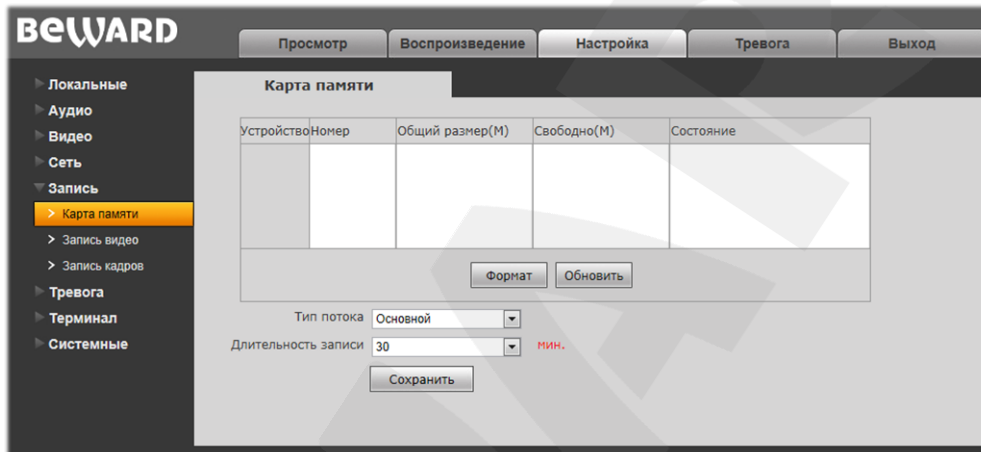 BEWARD
Просмотр Воспроизведение Настройка Тревога Выход
Локальные
Аудио
Видео
Сеть
Запись
Карта памяти
Запись видео
Запись кадров
Тревога
Терминал
Системные
Карта памяти
Устройство Номер Общий размер(M) Свободно(M) Состояние
Формат Обновить
Тип потока Основной
Длительность записи 30 мин.
Сохранить